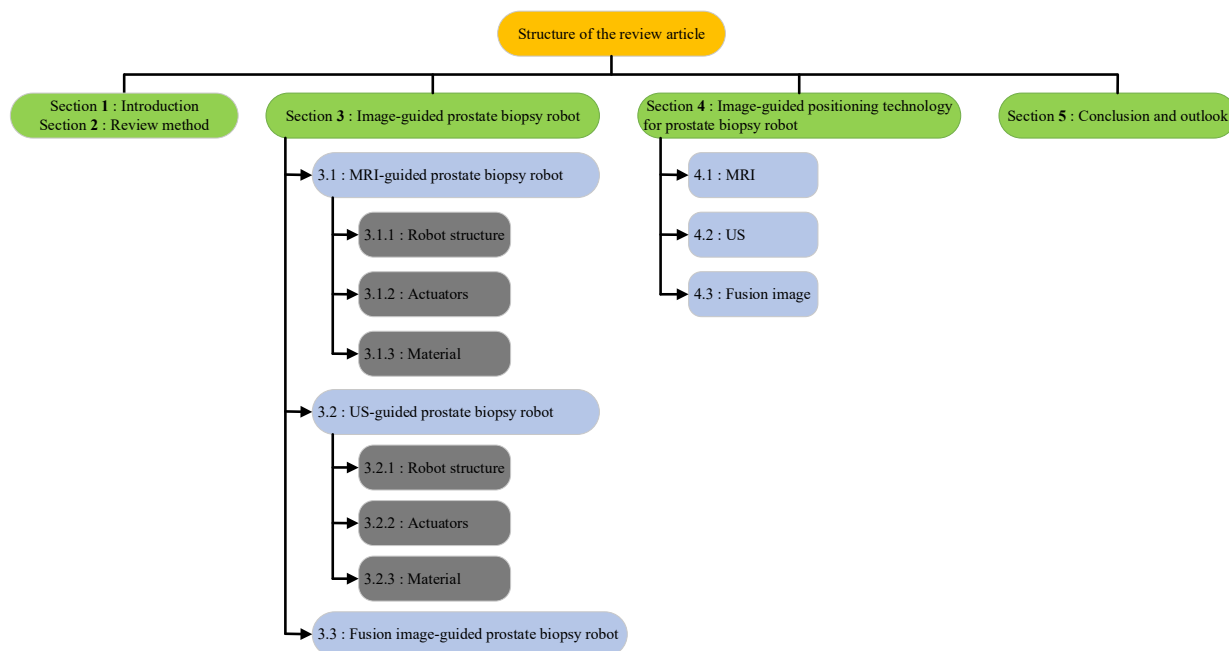 Structure of the review article
Section 1 : Introduction
Section 2 : Review method
Section 3 : Image-guided prostate biopsy robot
3.1 : MRI-guided prostate biopsy robot
3.1.1 : Robot structure
3.1.2 : Actuators
3.1.3 : Material
3.2 : US-guided prostate biopsy robot
3.2.1 : Robot structure
3.2.2 : Actuators
3.2.3 : Material
3.3 : Fusion image-guided prostate biopsy robot
Section 4 : Image-guided positioning technology
for prostate biopsy robot
4.1 : MRI
4.2 : US
4.3 : Fusion image
Section 5 : Conclusion and outlook